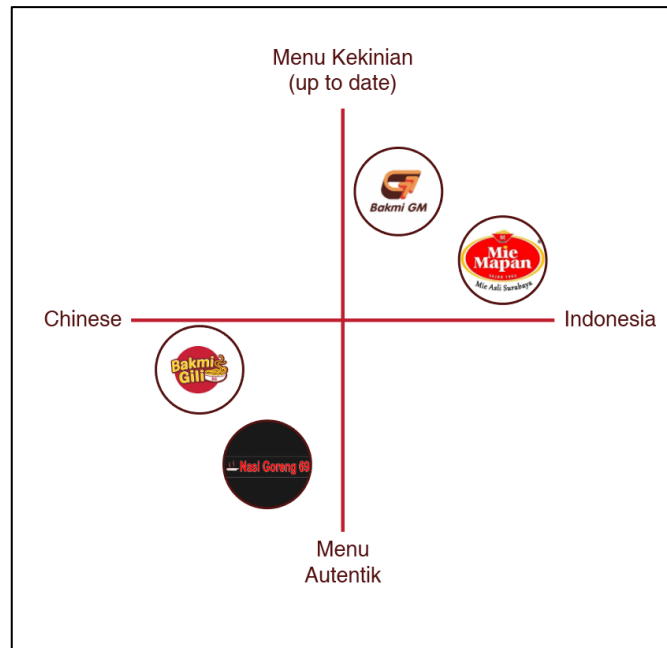 Menu Kekinian
(up to date)
Bakmi GM
Mie
Mapan
Mie Asli Surabaya
Chinese
Indonesia
Bakmi
Gili
Nasi Goreng 69
Menu
Autentik